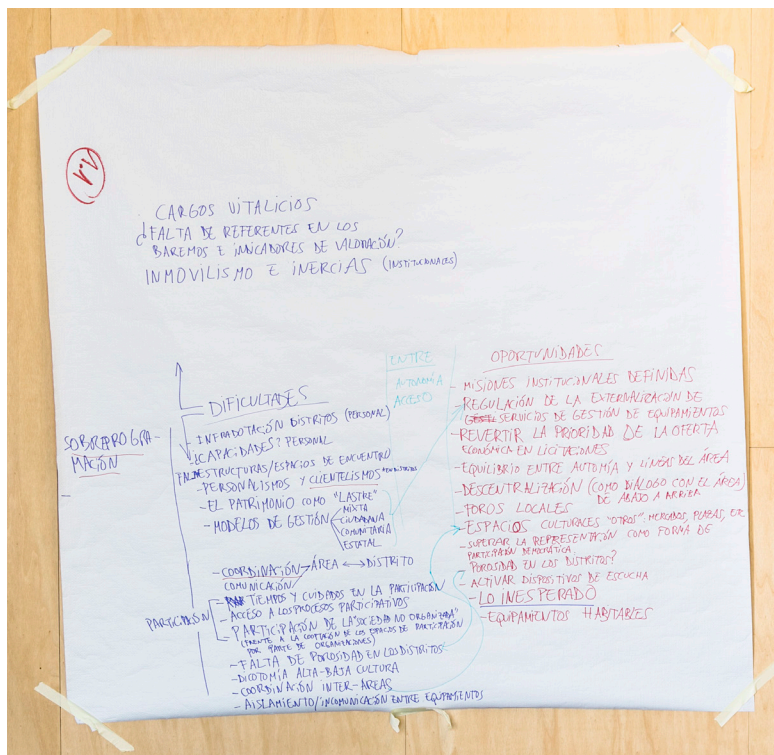 1.1
CARGOS VITALICIOS
¿FALTA DE REFERENTES EN LOS
BAREMOS E INDICADORES DE VALORACIÓN?
INMOVILISMO E INERCIAS (INSTITUCIONALES)
SOBREPROGRA-
MACIÓN
DIFICULTADES
- INFRADOTACIÓN DISTRITOS (PERSONAL)
- ¿CAPACIDADES? PERSONAL
ESTRUCTURAS/ESPACIOS DE ENCUENTRO
- PERSONALISMOS Y CLIENTELISMOS
- EL PATRIMONIO COMO "LASTRE"
- MODELOS DE GESTIÓN
MIXTA
CIUDADANA
COMUNITARIA
ESTATAL
- COORDINACIÓN ÁREA ↔ DISTRITO
COMUNICACIÓN
PARTICIPACIÓN
- TIEMPOS Y CUIDADOS EN LA PARTICIPACIÓN
- ACCESO A LOS PROCESOS PARTICIPATIVOS
PARTICIPACIÓN DE LA "SOCIEDAD NO ORGANIZADA"
(FRENTE A LA COOPTACIÓN DE LOS ESPACIOS DE PARTICIPACIÓN
POR PARTE DE ORGANIZACIONES)
- FALTA DE POROSIDAD EN LOS DISTRITOS
- DICOTOMÍA ALTA-BAJA CULTURA
- COORDINACIÓN INTER-ÁREAS
- AISLAMIENTO/INCOMUNICACIÓN ENTRE EQUIPAMIENTOS
ENTRE
AUTONOMÍA
ACCESO
OPORTUNIDADES
- MISIONES INSTITUCIONALES DEFINIDAS
- REGULACIÓN DE LA EXTERNALIZACIÓN DE
SERVICIOS DE GESTIÓN DE EQUIPAMIENTOS
- REVERTIR LA PRIORIDAD DE LA OFERTA
ECONÓMICA EN LICITACIONES
- EQUILIBRIO ENTRE AUTOMÍA Y LÍNEAS DEL ÁREA
- DESCENTRALIZACIÓN (COMO DIÁLOGO CON EL ÁREA)
DE ABAJO A ARRIBA
- FOROS LOCALES
- ESPACIOS CULTURALES "OTROS": MERCADOS, PLAZAS, ETC
- SUPERAR LA REPRESENTACIÓN COMO FORMA DE
PARTICIPACIÓN DEMOCRÁTICA
POROSIDAD EN LOS DISTRITOS?
- ACTIVAR DISPOSITIVOS DE ESCUCHA
- LO INESPERADO
- EQUIPAMIENTOS HABITABLES